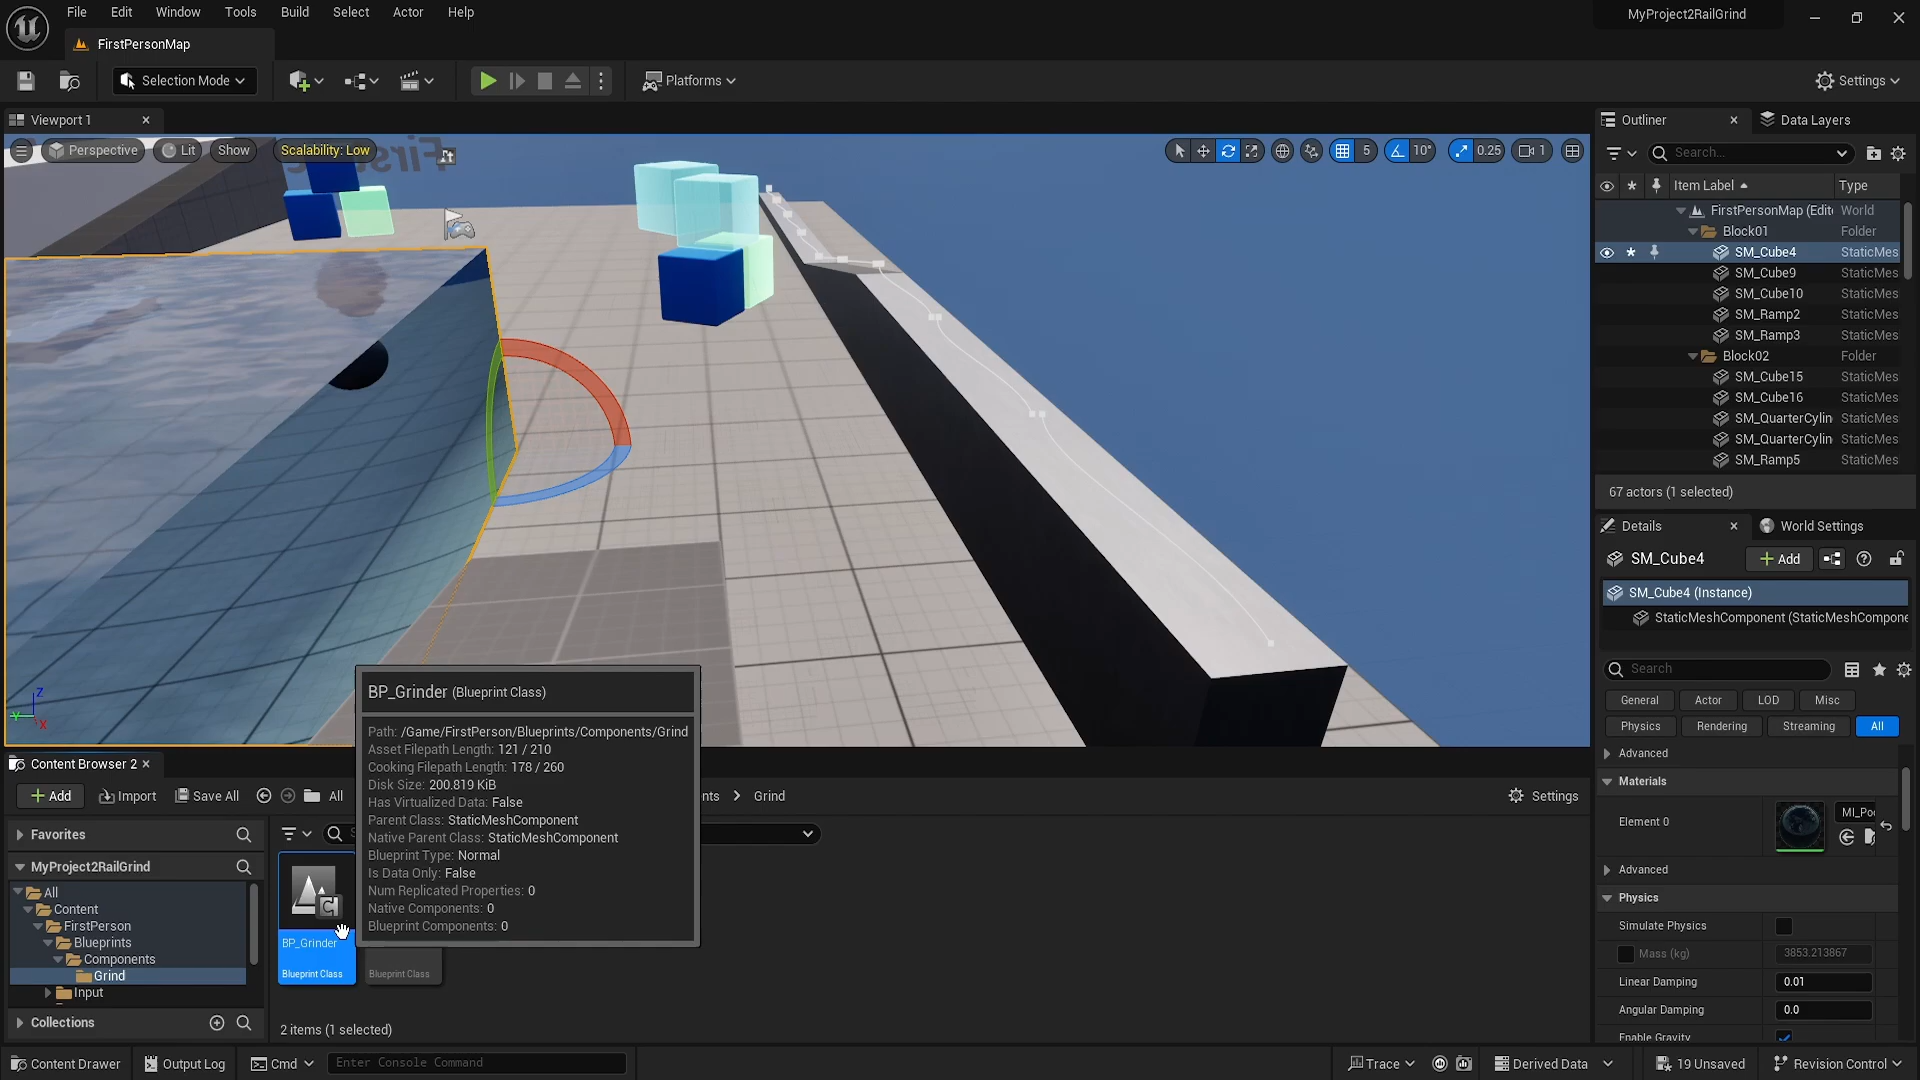 File Edit Window Tools Build Select Actor Help
MyProject2RailGrind
FirstPersonMap
Selection Mode
Platforms
Settings
Viewport 1
Outliner
Data Layers
Perspective
Lit
Show
Scalability: Low
5
10°
0.25
1
Search...
Item Label
Type
FirstPersonMap (Edit
World
Block01
Folder
SM_Cube4
StaticMes
SM_Cube9
StaticMes
SM_Cube10
StaticMes
SM_Ramp2
StaticMes
SM_Ramp3
StaticMes
Block02
Folder
SM_Cube15
StaticMes
SM_Cube16
StaticMes
SM_QuarterCylin
StaticMes
SM_QuarterCylin
StaticMes
SM_Ramp5
StaticMes
67 actors (1 selected)
Details
World Settings
SM_Cube4
Add
SM_Cube4 (Instance)
StaticMeshComponent (StaticMeshCompone
Search
General
Actor
LOD
Misc
Physics
Rendering
Streaming
All
Advanced
Materials
Element 0
MI_Po
Advanced
Physics
Simulate Physics
Mass (kg)
3853.213867
Linear Damping
0.01
Angular Damping
0.0
Enable Gravity
Z
Y
X
BP_Grinder (Blueprint Class)
Path: /Game/FirstPerson/Blueprints/Components/Grind
Asset Filepath Length: 121 / 210
Cooking Filepath Length: 178 / 260
Disk Size: 200.819 KiB
Has Virtualized Data: False
Parent Class: StaticMeshComponent
Native Parent Class: StaticMeshComponent
Blueprint Type: Normal
Is Data Only: False
Num Replicated Properties: 0
Native Components: 0
Blueprint Components: 0
Content Browser 2
Add
Import
Save All
All
nts > Grind
Settings
Favorites
MyProject2RailGrind
All
Content
FirstPerson
Blueprints
Components
Grind
Input
Collections
BP_Grinder
Blueprint Class
Blueprint Class
2 items (1 selected)
Content Drawer
Output Log
Cmd
Enter Console Command
Trace
Derived Data
19 Unsaved
Revision Control